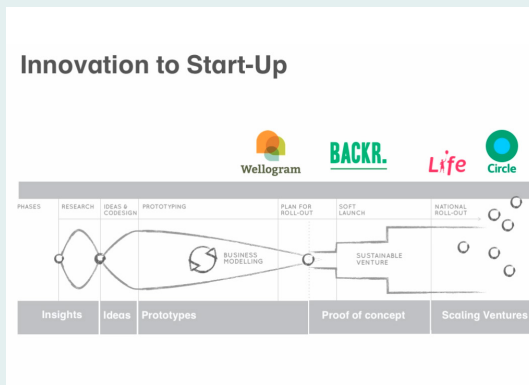 Innovation to Start-Up
Wellogram
BACKR.
Life
Circle
PHASES
RESEARCH
IDEAS &
CODESIGN
PROTOTYPING
PLAN FOR
ROLL-OUT
SOFT
LAUNCH
NATIONAL
ROLL-OUT
BUSINESS
MODELLING
SUSTAINABLE
VENTURE
Insights
Ideas
Prototypes
Proof of concept
Scaling Ventures